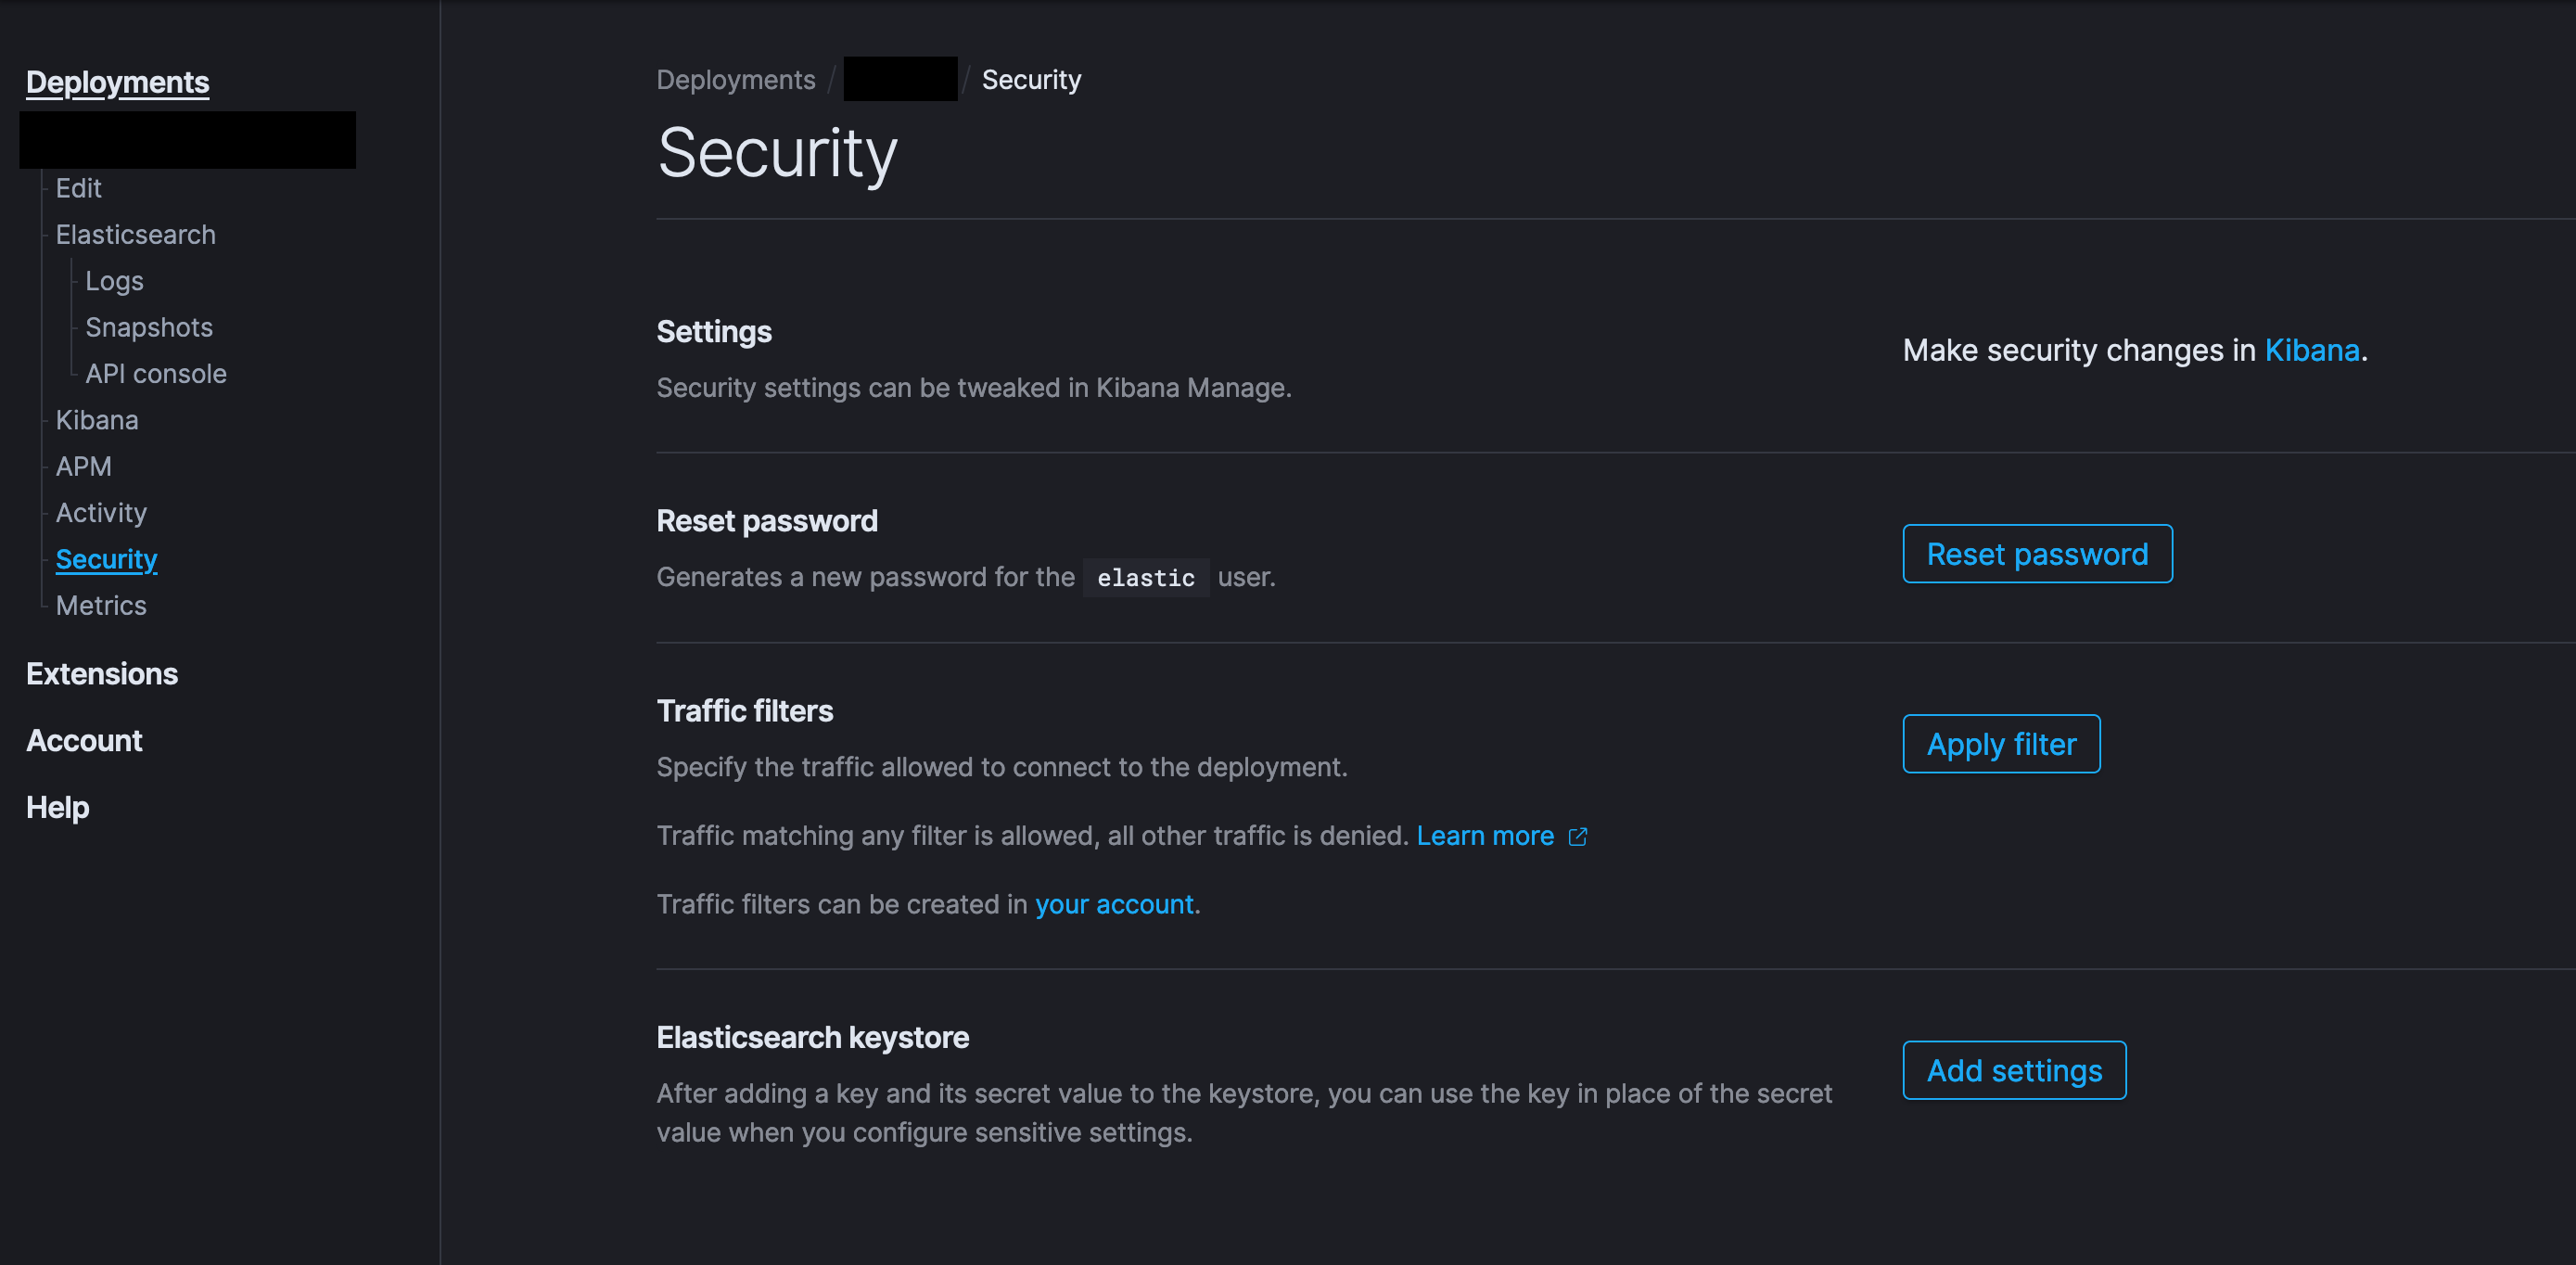 Deployments
Edit
Elasticsearch
Logs
Snapshots
API console
Kibana
APM
Activity
Security
Metrics
Extensions
Account
Help
Deployments / / Security
Security
Settings
Security settings can be tweaked in Kibana Manage.
Make security changes in Kibana.
Reset password
Generates a new password for the elastic user.
Reset password
Traffic filters
Specify the traffic allowed to connect to the deployment.
Traffic matching any filter is allowed, all other traffic is denied. Learn more
Traffic filters can be created in your account.
Apply filter
Elasticsearch keystore
After adding a key and its secret value to the keystore, you can use the key in place of the secret
value when you configure sensitive settings.
Add settings